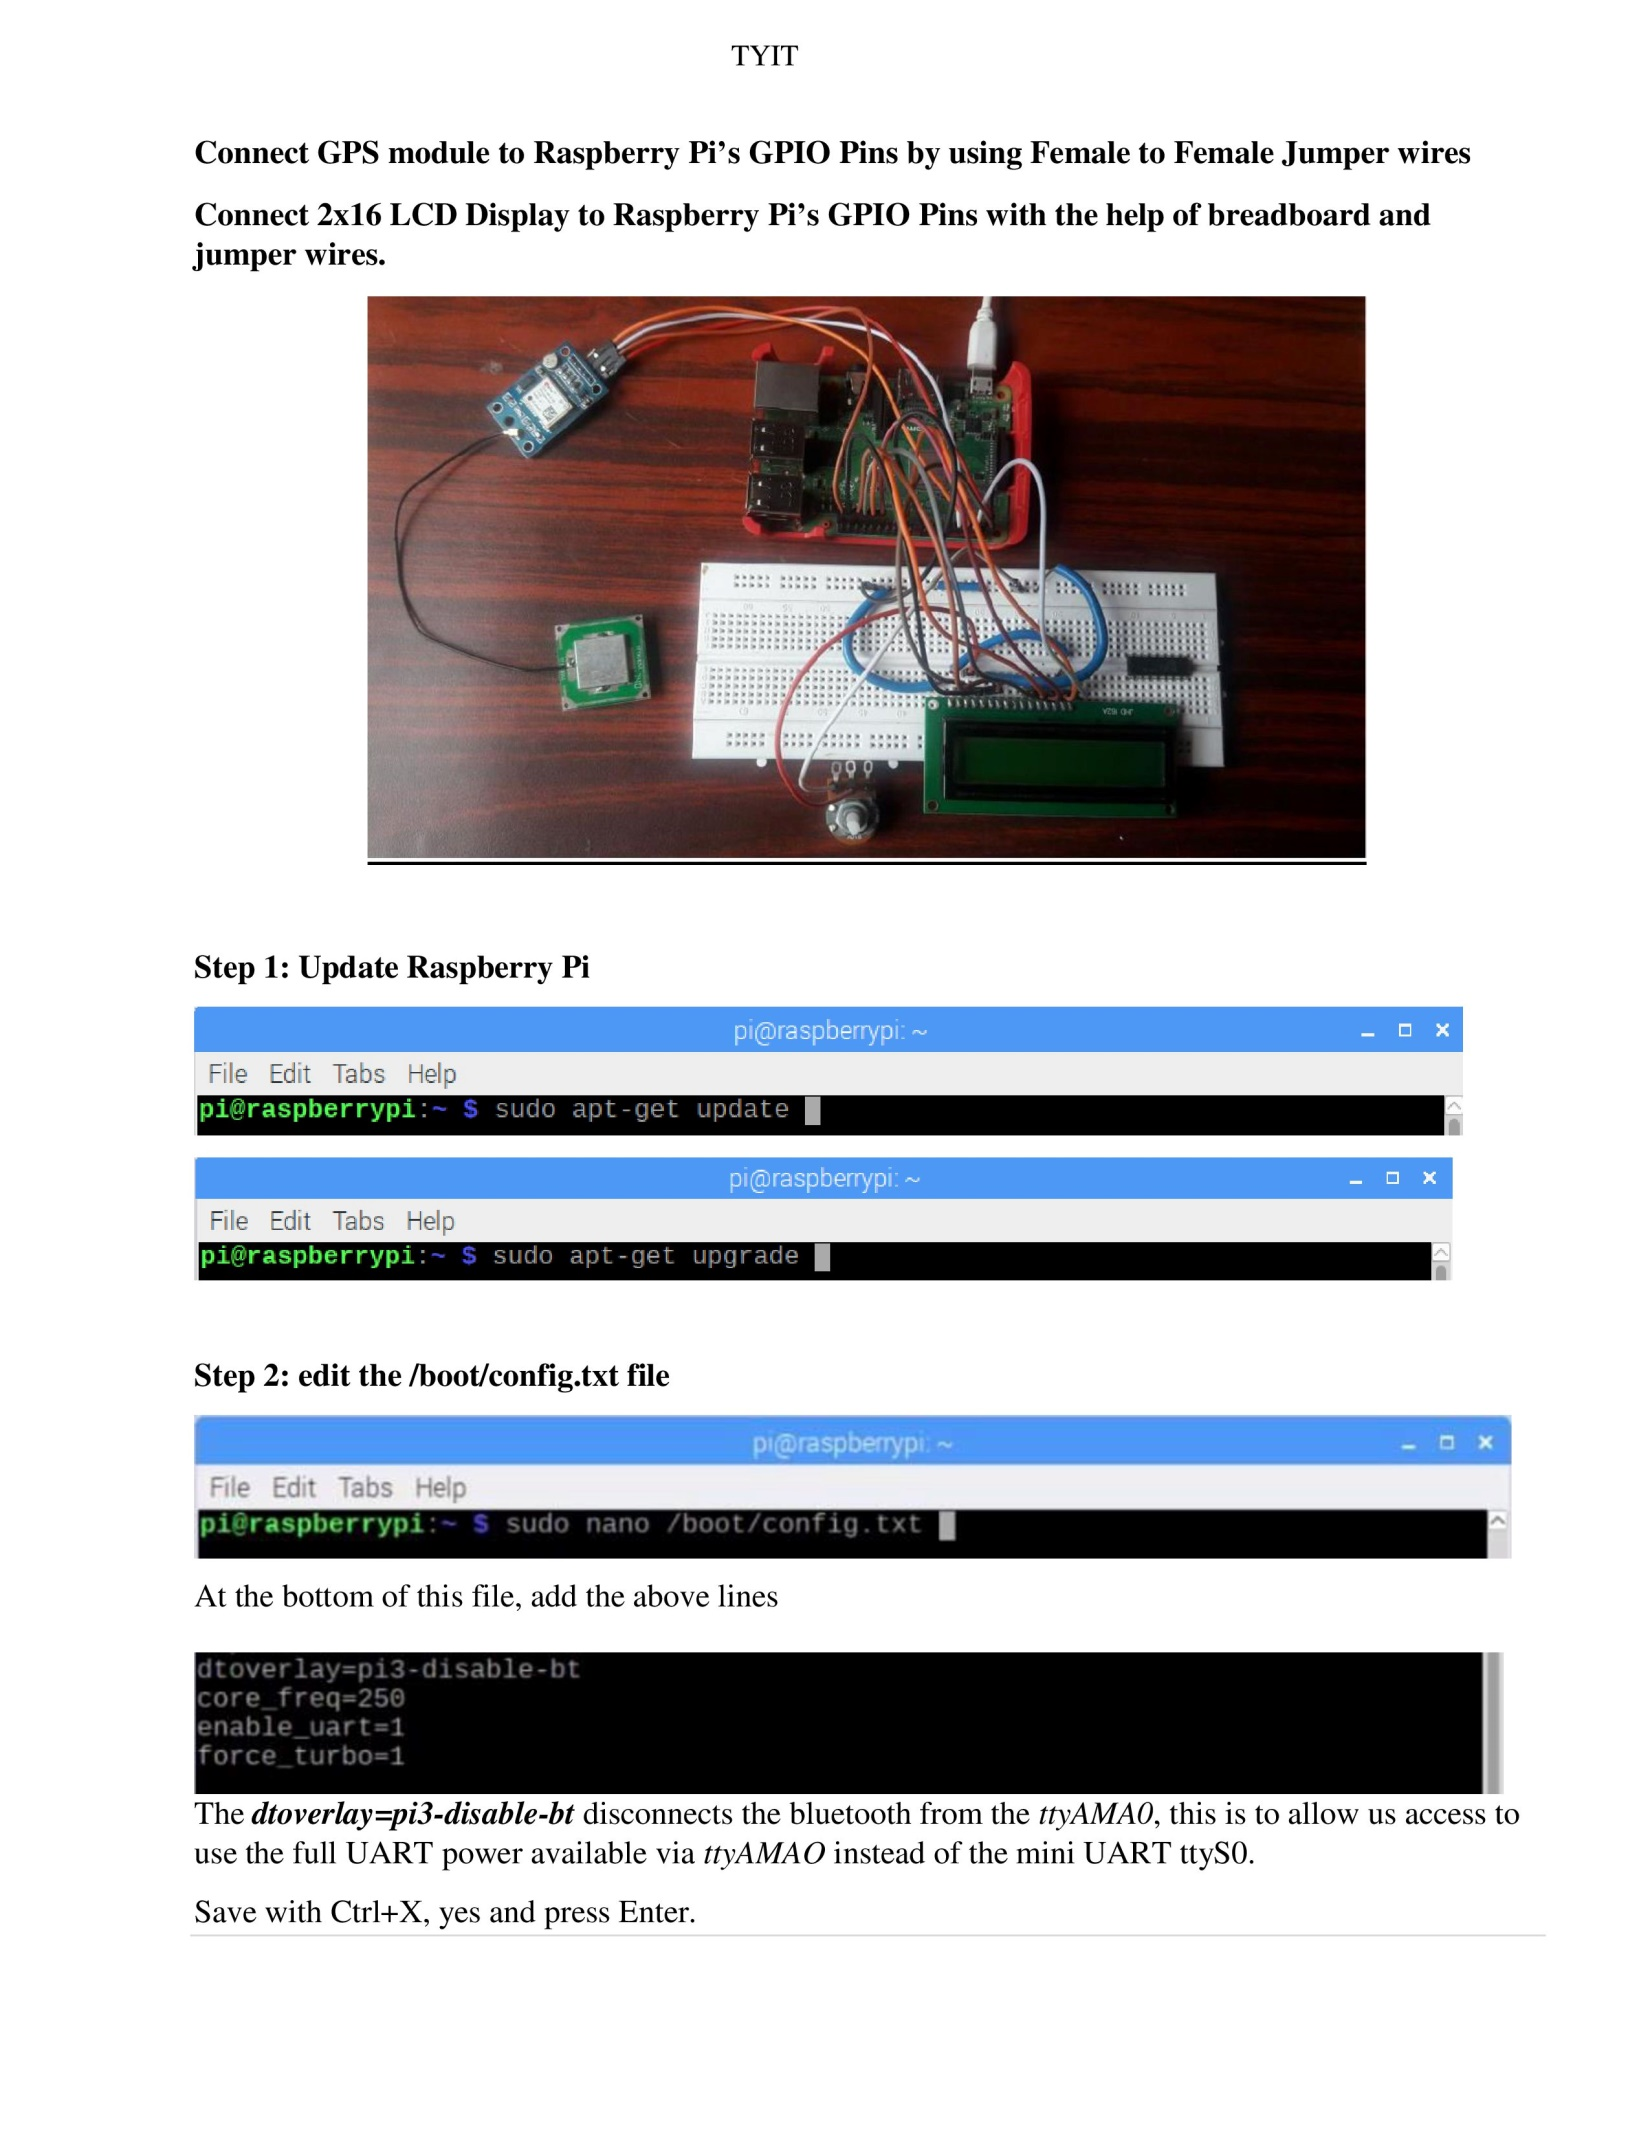 TYIT
Connect GPS module to Raspberry Pi’s GPIO Pins by using Female to Female Jumper wires
Connect 2x16 LCD Display to Raspberry Pi’s GPIO Pins with the help of breadboard and
jumper wires.
JHD 162A
Step 1: Update Raspberry Pi
pi@raspberrypi: ~
File Edit Tabs Help
pi@raspberrypi:~ $ sudo apt-get update
pi@raspberrypi: ~
File Edit Tabs Help
pi@raspberrypi:~ $ sudo apt-get upgrade
Step 2: edit the /boot/config.txt file
pi@raspberrypi: ~
File Edit Tabs Help
pi@raspberrypi:~ $ sudo nano /boot/config.txt
At the bottom of this file, add the above lines
dtoverlay=pi3-disable-bt
core_freq=250
enable_uart=1
force_turbo=1
The dtoverlay=pi3-disable-bt disconnects the bluetooth from the ttyAMA0, this is to allow us access to
use the full UART power available via ttyAMAO instead of the mini UART ttyS0.
Save with Ctrl+X, yes and press Enter.